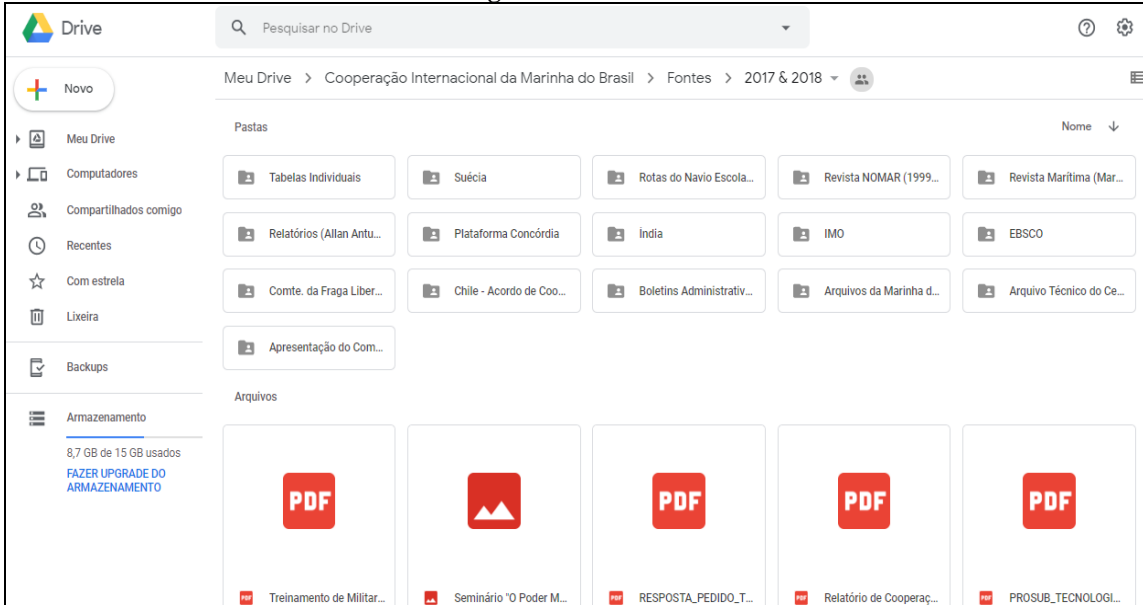 Drive
Pesquisar no Drive
Meu Drive > Cooperação Internacional da Marinha do Brasil > Fontes > 2017 & 2018
Novo
Meu Drive
Computadores
Compartilhados comigo
Recentes
Com estrela
Lixeira
Backups
Armazenamento
8,7 GB de 15 GB usados
FAZER UPGRADE DO
ARMAZENAMENTO
Pastas
Nome
Tabelas Individuais
Suécia
Rotas do Navio Escola...
Revista NOMAR (1999...
Revista Marítima (Mar...
Relatórios (Allan Antu...
Plataforma Concórdia
Índia
IMO
EBSCO
Comte. da Fraga Liber...
Chile - Acordo de Coo...
Boletins Administrativ...
Arquivos da Marinha d...
Arquivo Técnico do Ce...
Apresentação do Com...
Arquivos
PDF
PDF
PDF
PDF
PDF Treinamento de Militar...
Seminário "O Poder M...
PDF RESPOSTA_PEDIDO_T...
PDF Relatório de Cooperaç...
PDF PROSUB_TECNOLOGI...